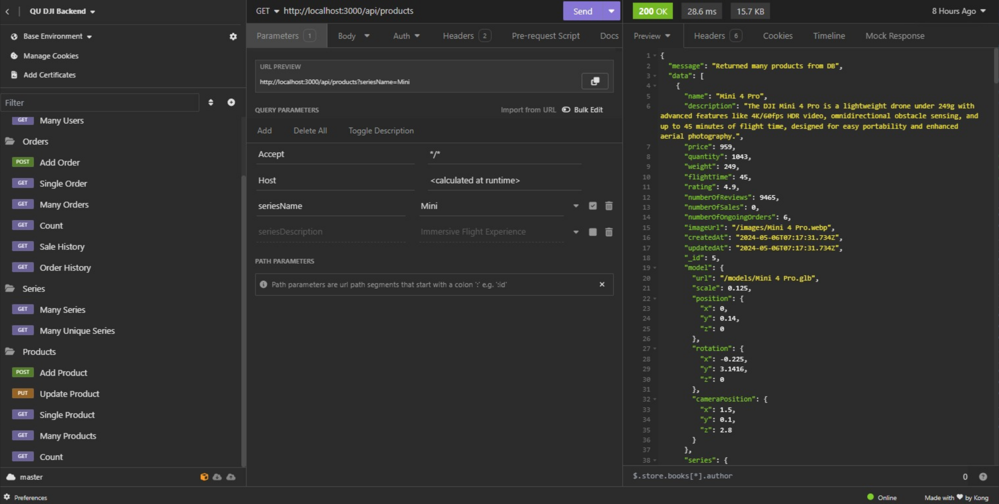 QU DJI Backend
Base Environment
Manage Cookies
Add Certificates
Filter
GET Many Users
Orders
POST Add Order
GET Single Order
GET Many Orders
GET Count
GET Sale History
GET Order History
Series
GET Many Series
GET Many Unique Series
Products
POST Add Product
PUT Update Product
GET Single Product
GET Many Products
GET Count
master
Preferences
GET http://localhost:3000/api/products Send
Parameters 1 Body Auth Headers 2 Pre-request Script Docs
URL PREVIEW
http://localhost:3000/api/products?seriesName=Mini
QUERY PARAMETERS Import from URL Bulk Edit
Add Delete All Toggle Description
Accept */*
Host <calculated at runtime>
seriesName Mini
seriesDescription Immersive Flight Experience
PATH PARAMETERS
Path parameters are url path segments that start with a colon ':' e.g. ':id'
200 OK 28.6 ms 15.7 KB 8 Hours Ago
Preview Headers 6 Cookies Timeline Mock Response
1 {
2 "message": "Returned many products from DB",
3 "data": [
4 {
5 "name": "Mini 4 Pro",
6 "description": "The DJI Mini 4 Pro is a lightweight drone under 249g with
advanced features like 4K/60fps HDR video, omnidirectional obstacle sensing, and
up to 45 minutes of flight time, designed for easy portability and enhanced
aerial photography.",
7 "price": 959,
8 "quantity": 1043,
9 "weight": 249,
10 "flightTime": 45,
11 "rating": 4.9,
12 "numberOfReviews": 9465,
13 "numberOfSales": 0,
14 "numberOfOngoingOrders": 6,
15 "imageUrl": "/images/Mini 4 Pro.webp",
16 "createdAt": "2024-05-06T07:17:31.734Z",
17 "updatedAt": "2024-05-06T07:17:31.734Z",
18 "_id": 5,
19 "model": {
20 "url": "/models/Mini 4 Pro.glb",
21 "scale": 0.125,
22 "position": {
23 "x": 0,
24 "y": 0.14,
25 "z": 0
26 },
27 "rotation": {
28 "x": -0.225,
29 "y": 3.1416,
30 "z": 0
31 },
32 "cameraPosition": {
33 "x": 1.5,
34 "y": 0.1,
35 "z": 2.8
36 }
37 },
38 "series": {
$.store.books[*].author 0
Online Made with ♥ by Kong